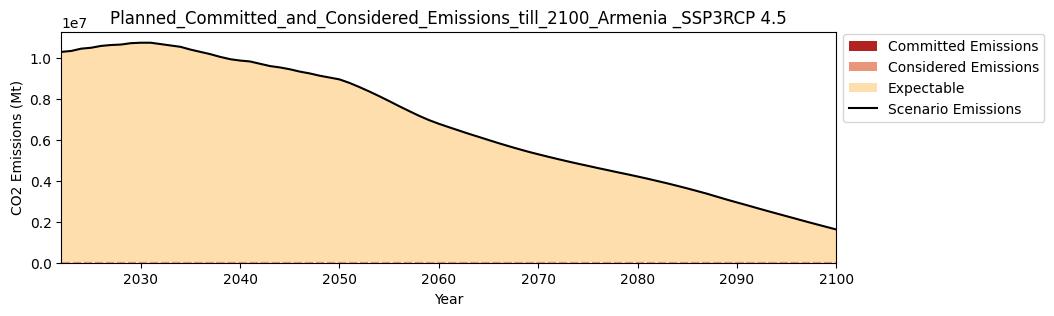 Planned_Committed_and_Considered_Emissions_till_2100_Armenia _SSP3RCP 4.5
1e7
1.0
0.8
0.6
0.4
0.2
0.0
CO2 Emissions (Mt)
2030 2040 2050 2060 2070 2080 2090 2100
Year
Committed Emissions
Considered Emissions
Expectable
Scenario Emissions